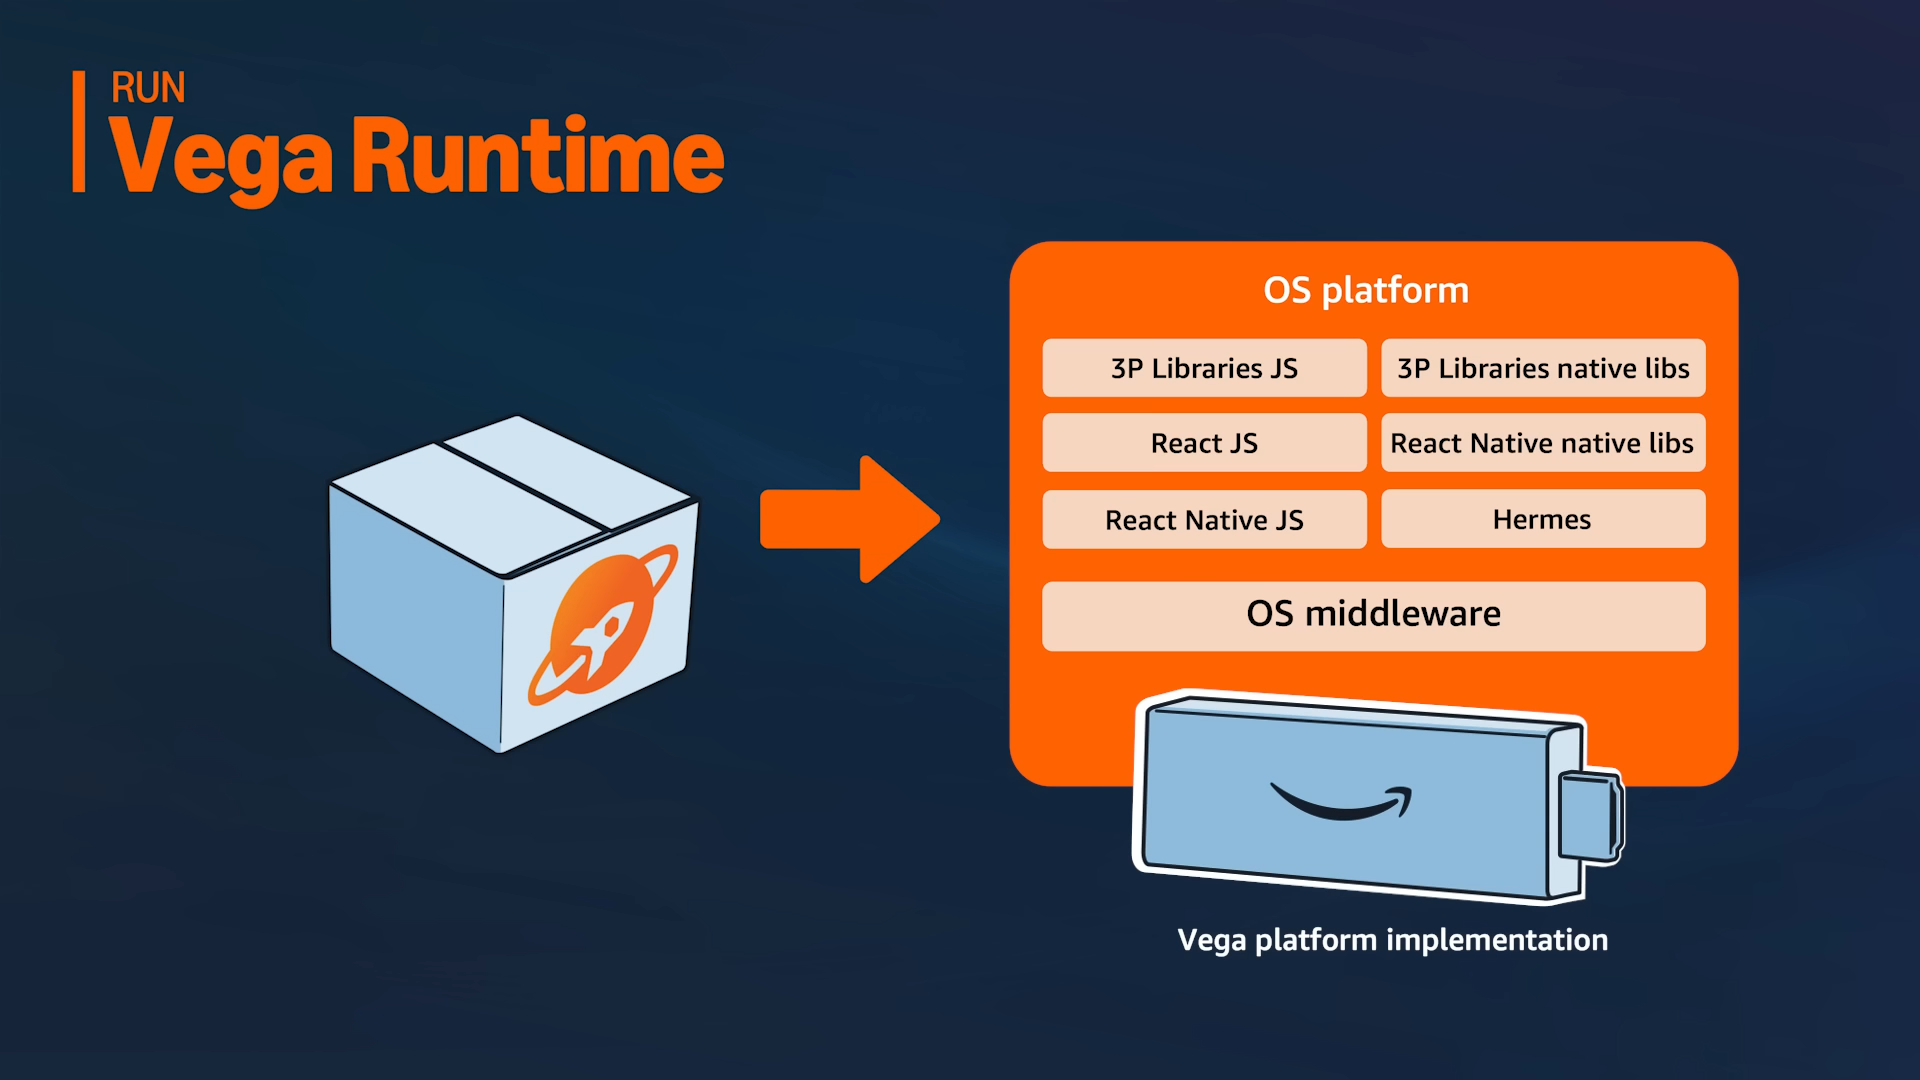 RUN
Vega Runtime
OS platform
3P Libraries JS
3P Libraries native libs
React JS
React Native native libs
React Native JS
Hermes
OS middleware
Vega platform implementation